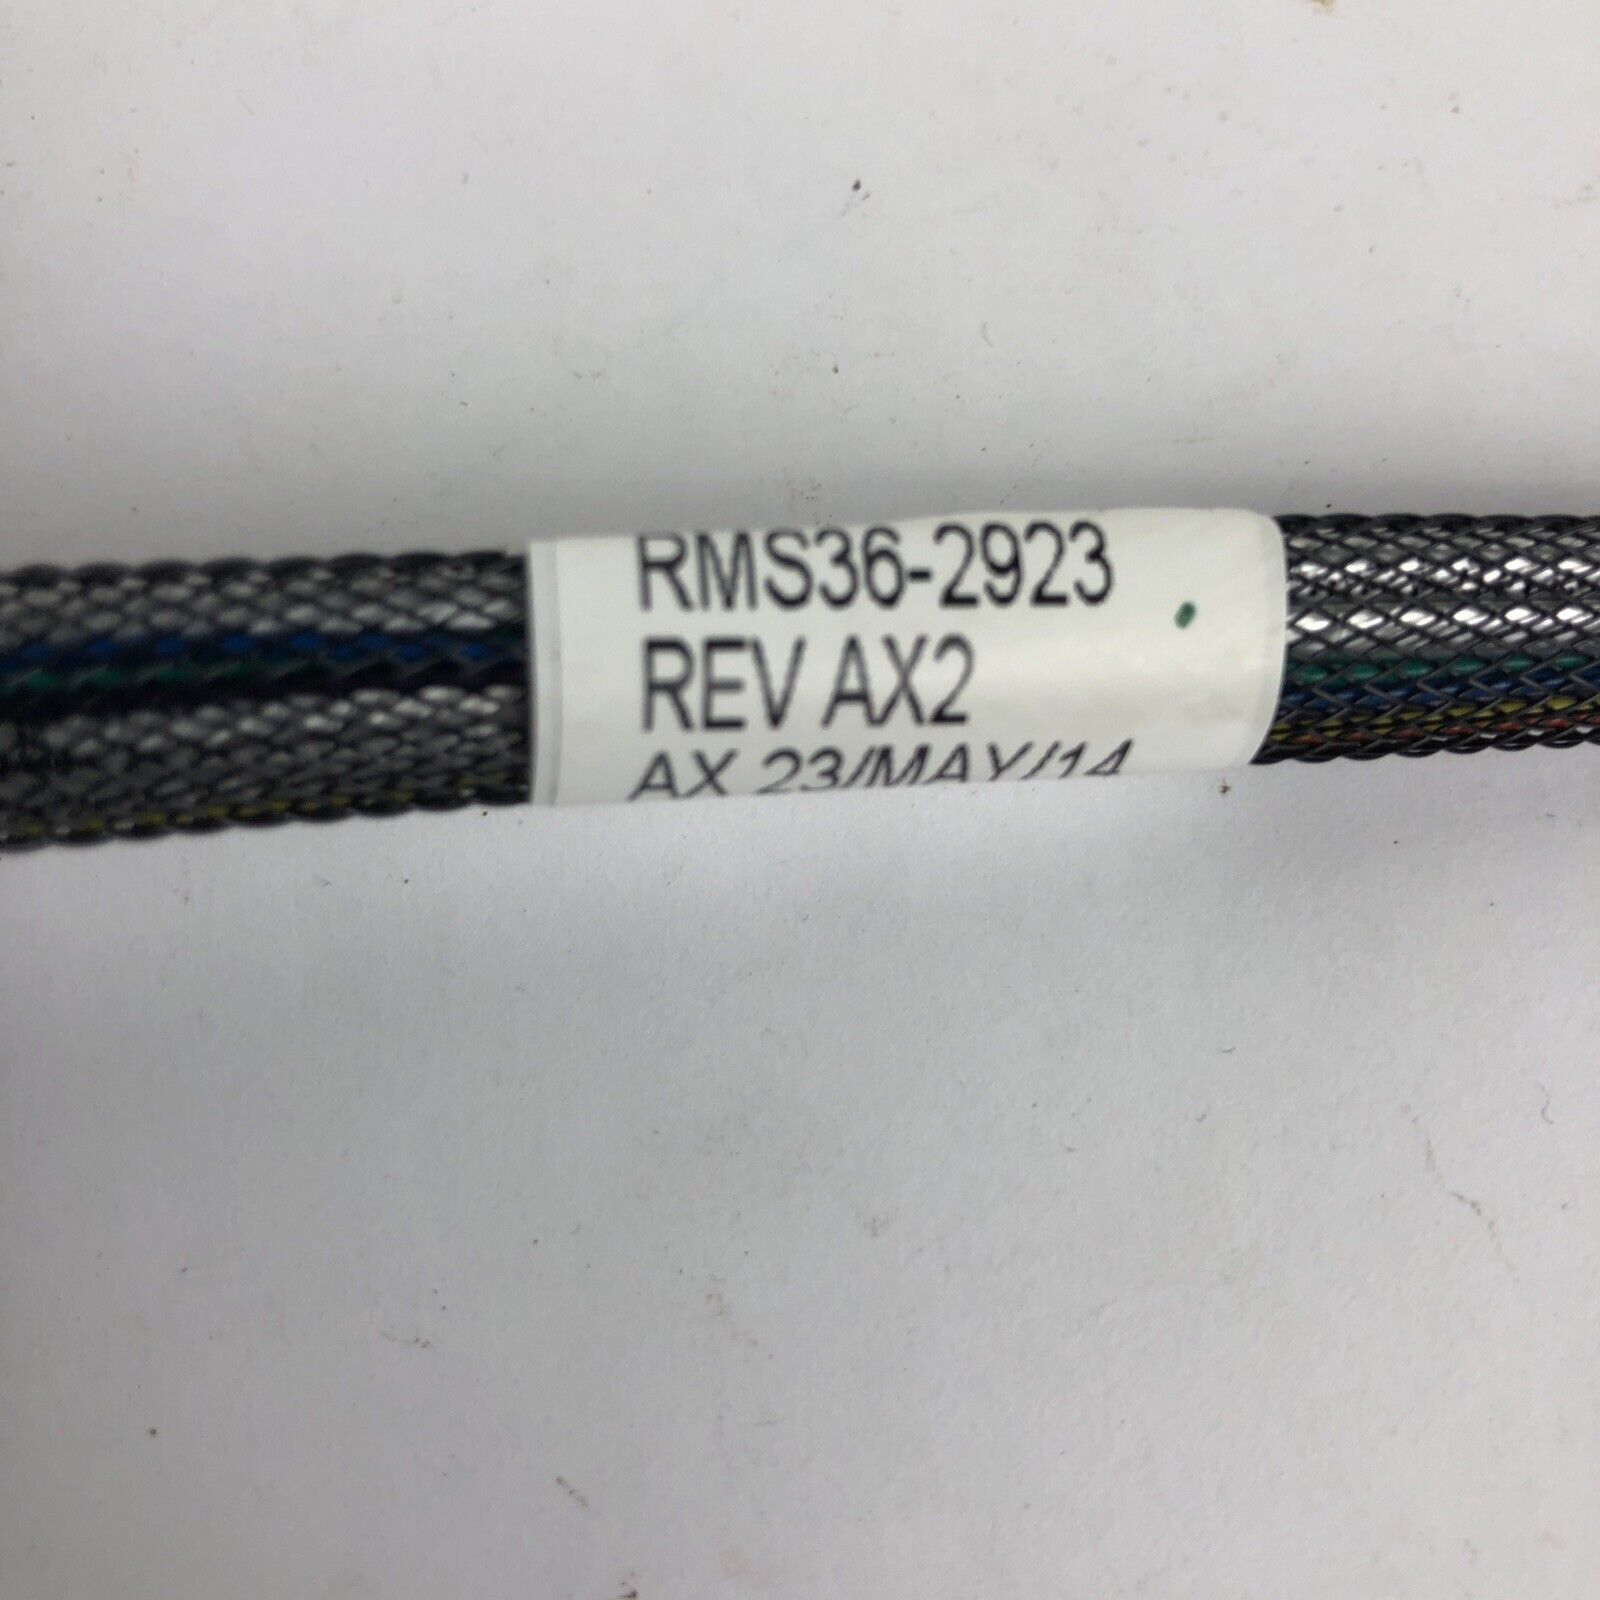 RMS36-2923
REV AX2
AX 23/MAY/14